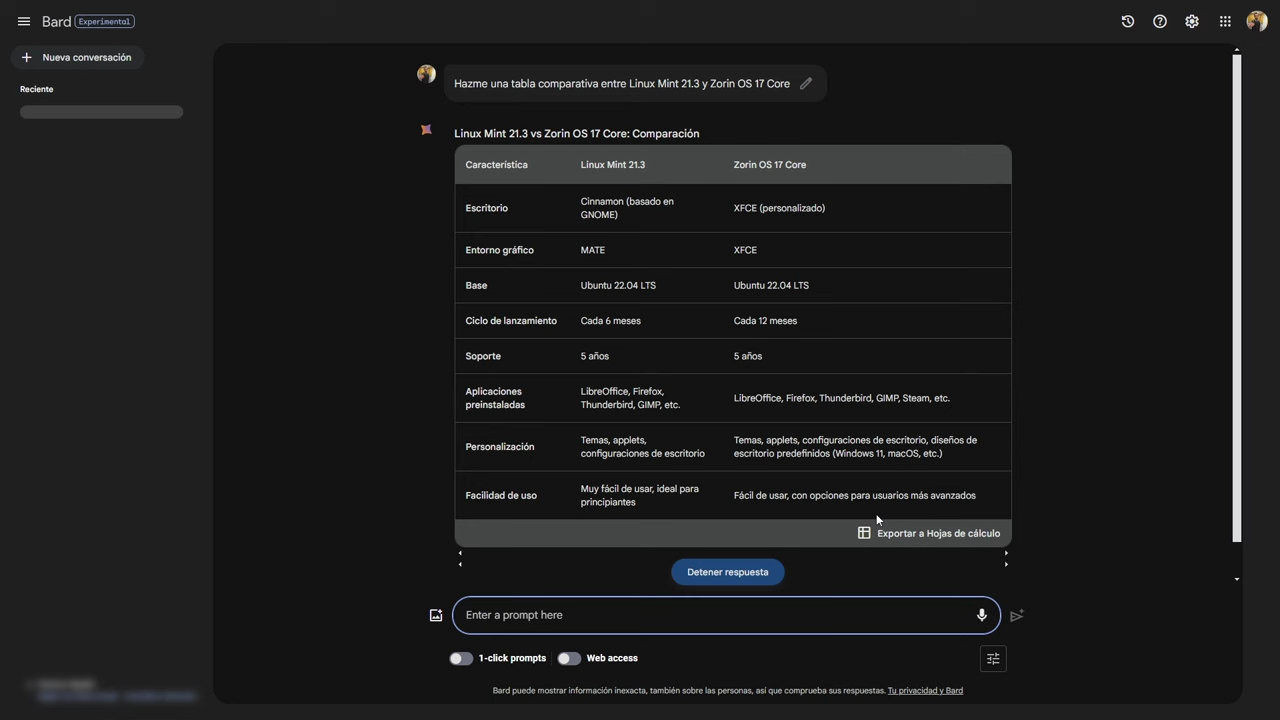 Bard Experimental
Nueva conversación
Reciente
Hazme una tabla comparativa entre Linux Mint 21.3 y Zorin OS 17 Core
Linux Mint 21.3 vs Zorin OS 17 Core: Comparación
Característica Linux Mint 21.3 Zorin OS 17 Core
Escritorio Cinnamon (basado en GNOME) XFCE (personalizado)
Entorno gráfico MATE XFCE
Base Ubuntu 22.04 LTS Ubuntu 22.04 LTS
Ciclo de lanzamiento Cada 6 meses Cada 12 meses
Soporte 5 años 5 años
Aplicaciones preinstaladas LibreOffice, Firefox, Thunderbird, GIMP, etc. LibreOffice, Firefox, Thunderbird, GIMP, Steam, etc.
Personalización Temas, applets, configuraciones de escritorio Temas, applets, configuraciones de escritorio, diseños de escritorio predefinidos (Windows 11, macOS, etc.)
Facilidad de uso Muy fácil de usar, ideal para principiantes Fácil de usar, con opciones para usuarios más avanzados
Exportar a Hojas de cálculo
Detener respuesta
Enter a prompt here
1-click prompts Web access
Bard puede mostrar información inexacta, también sobre las personas, así que comprueba sus respuestas. Tu privacidad y Bard